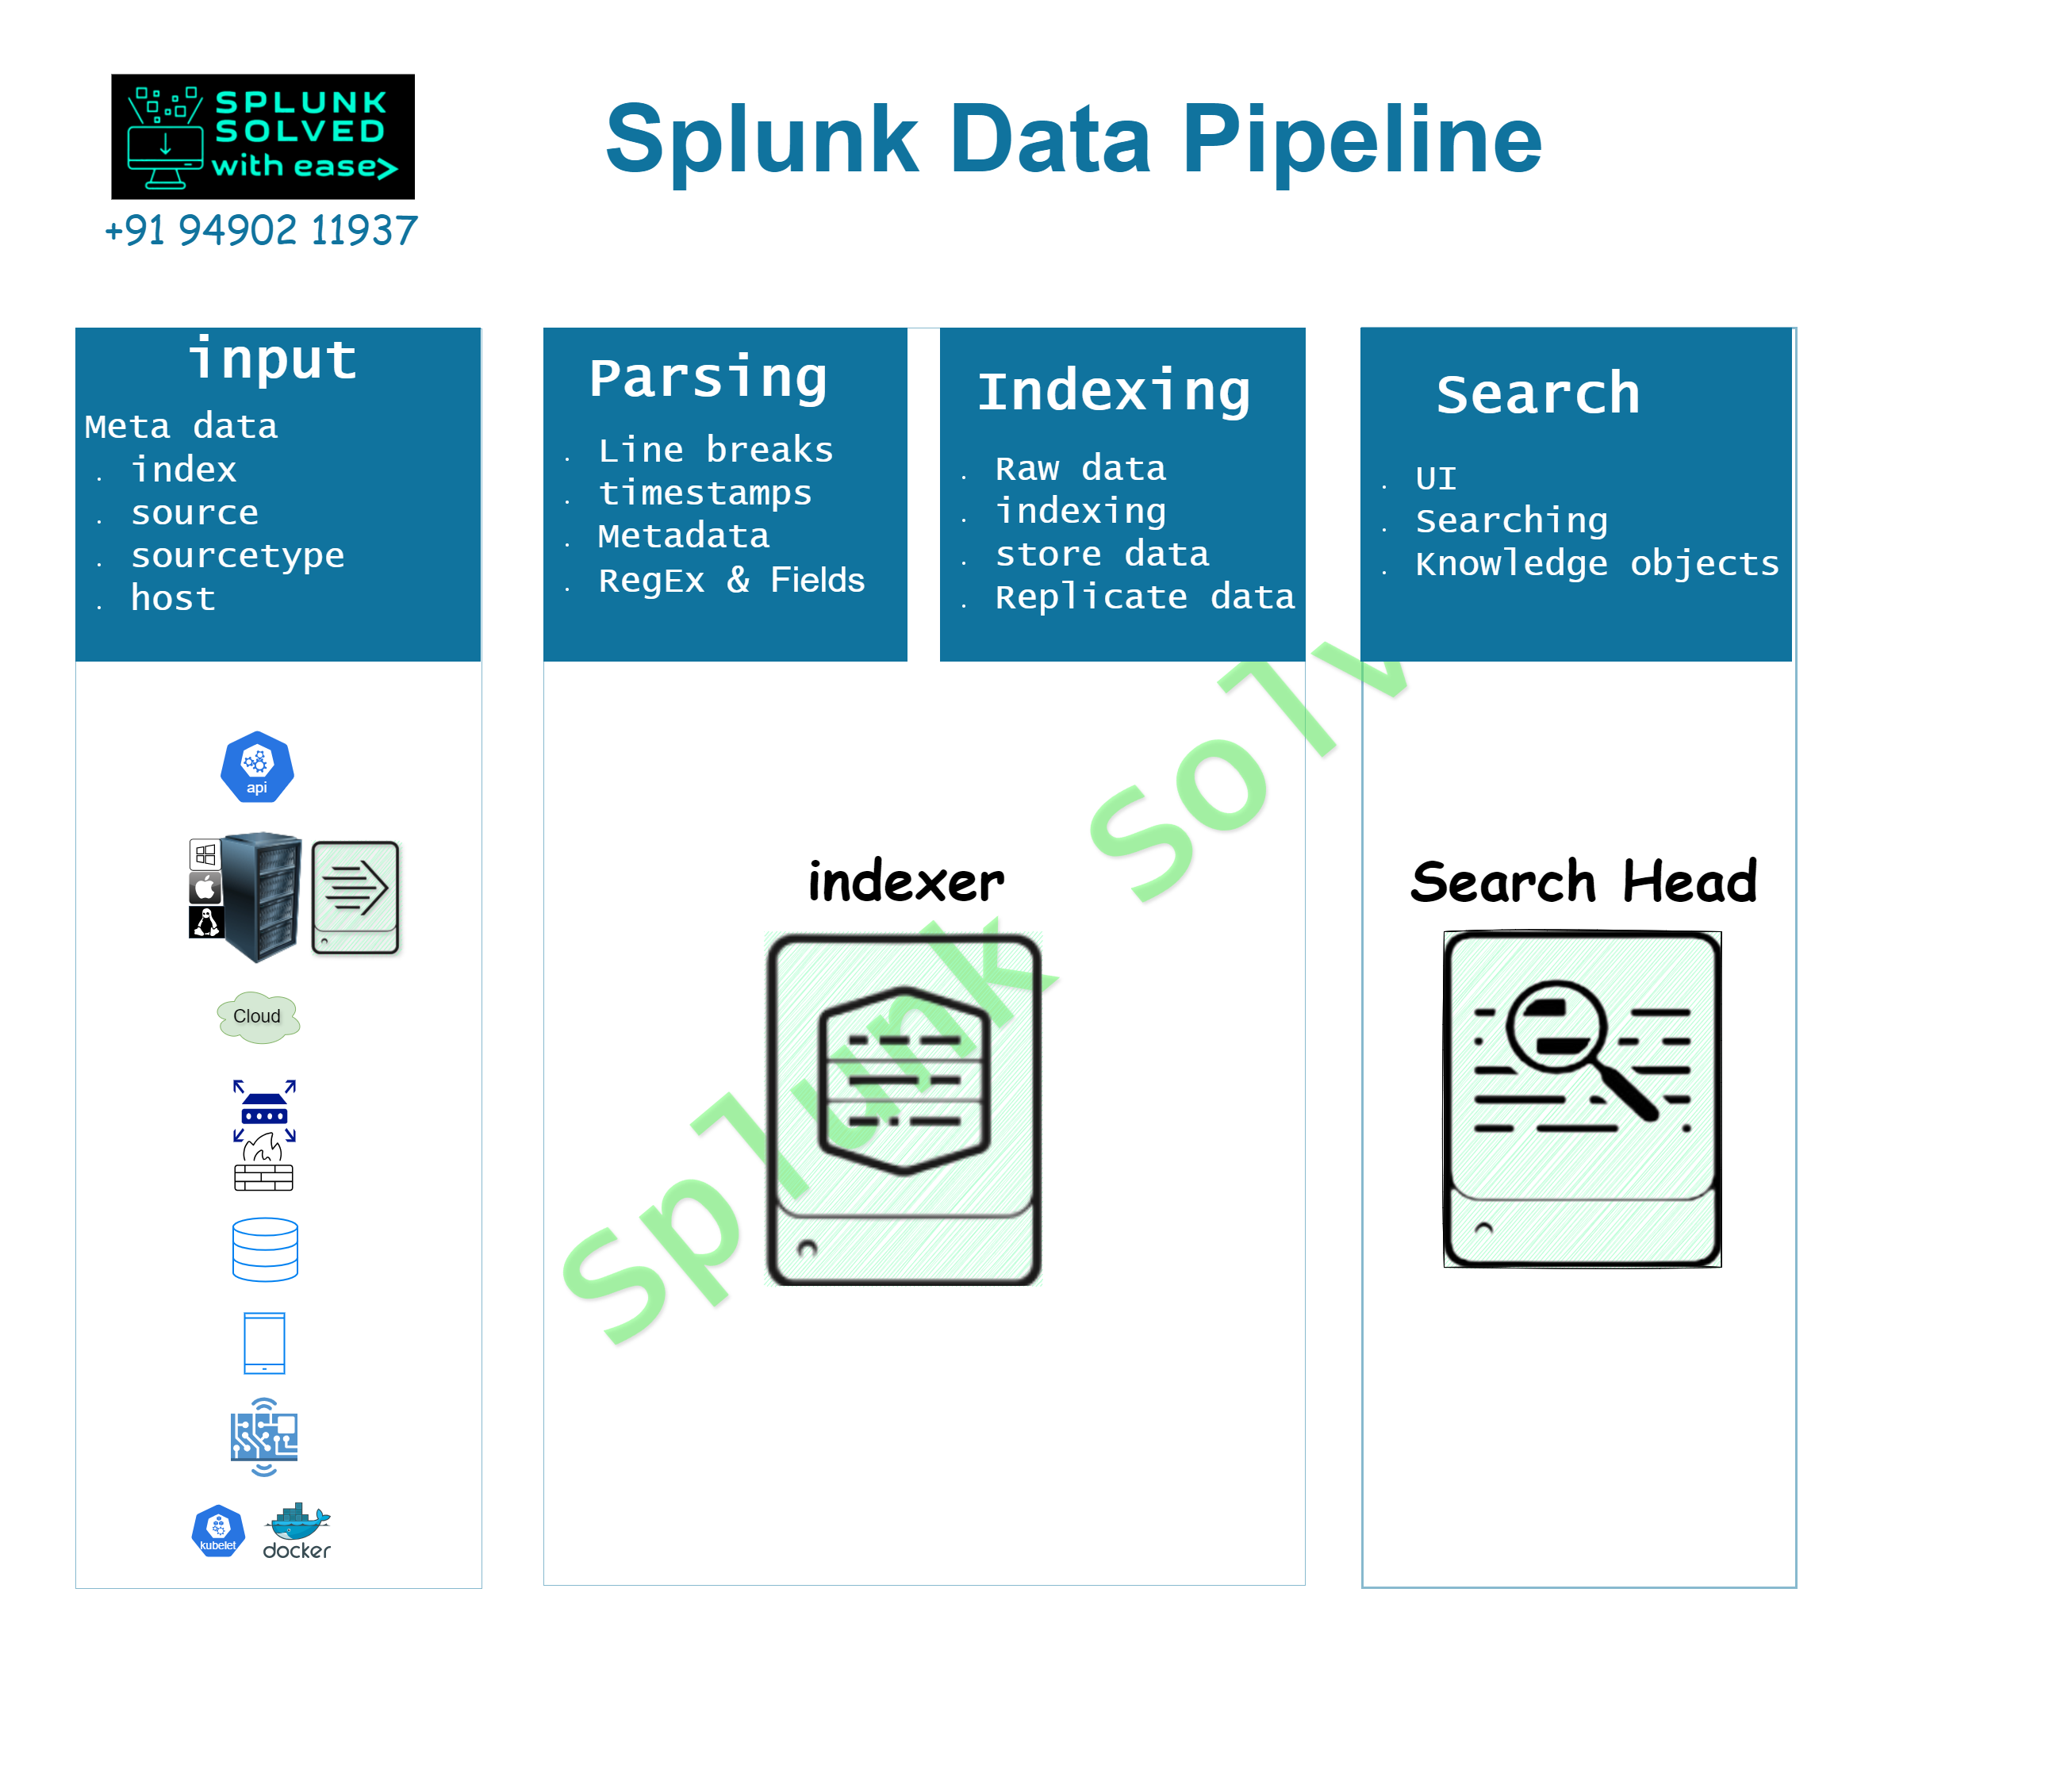 SPLUNK
SOLVED
with ease>
+91 94902 11937
Splunk Data Pipeline
input
Meta data
. index
. source
. sourcetype
. host
Parsing
. Line breaks
. timestamps
. Metadata
. RegEx & Fields
Indexing
. Raw data
. indexing
. store data
. Replicate data
Search
. UI
. Searching
. Knowledge objects
api
Cloud
kubelet
docker
indexer
Search Head
Splunk Solv